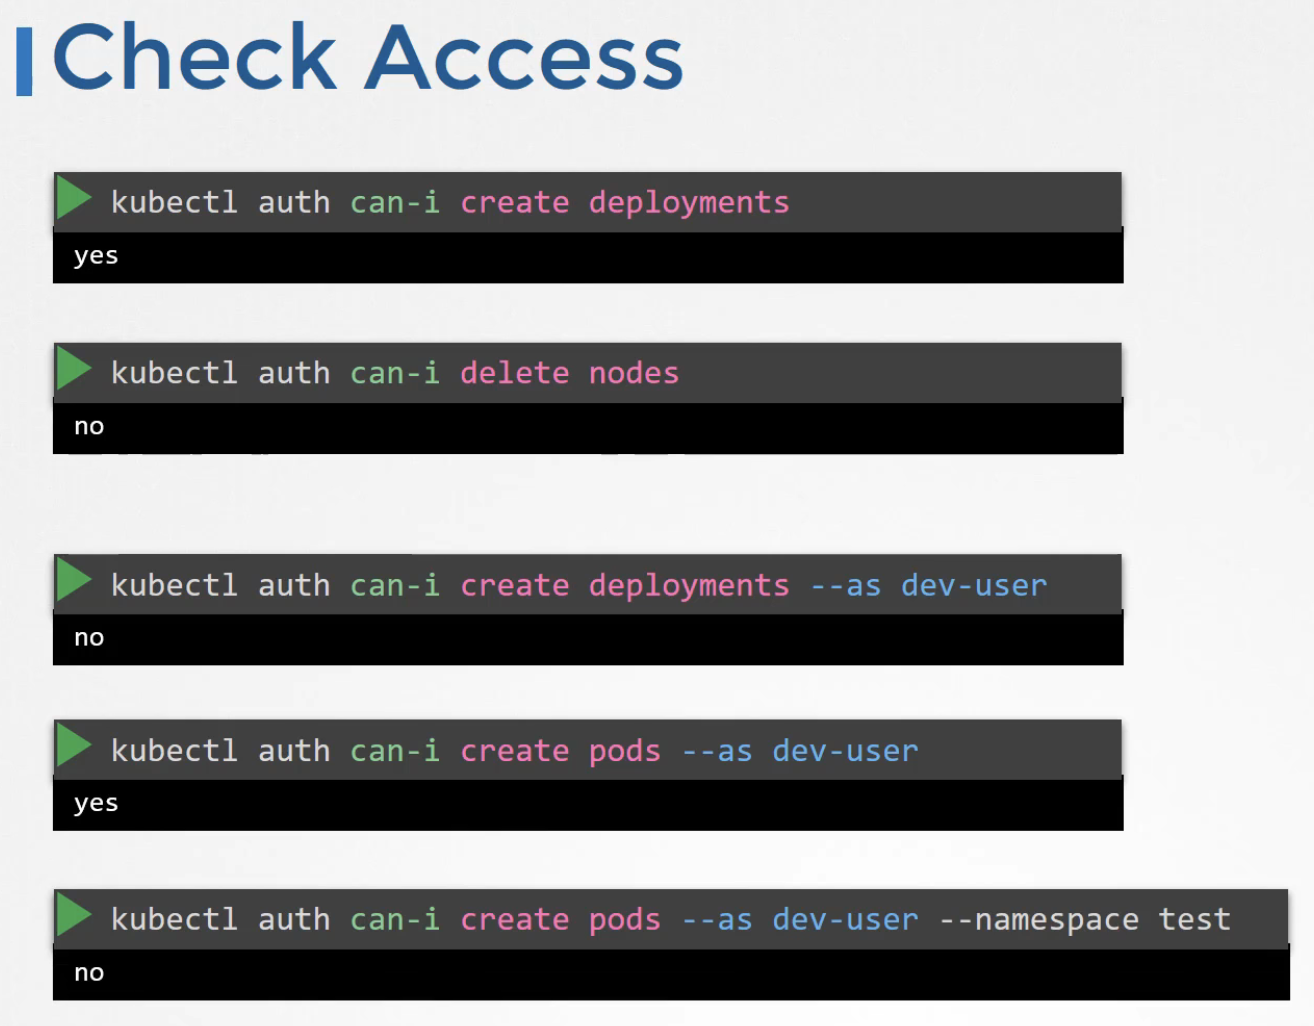 Check Access
kubectl auth can-i create deployments
yes
kubectl auth can-i delete nodes
no
kubectl auth can-i create deployments --as dev-user
no
kubectl auth can-i create pods --as dev-user
yes
kubectl auth can-i create pods --as dev-user --namespace test
no